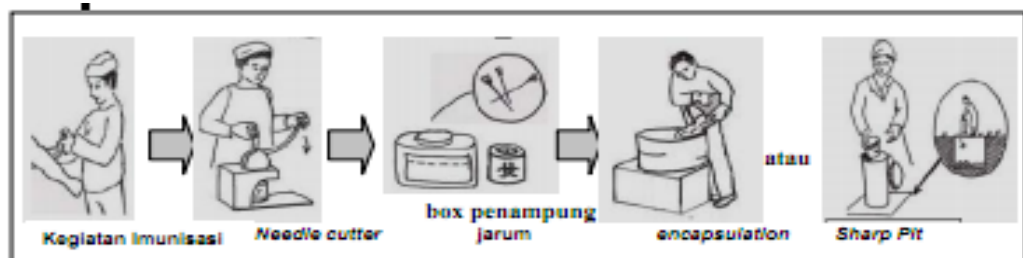 atau
box penampung
jarum
Kegiatan Imunisasi
Needle cutter
encapsulation
Sharp Pit